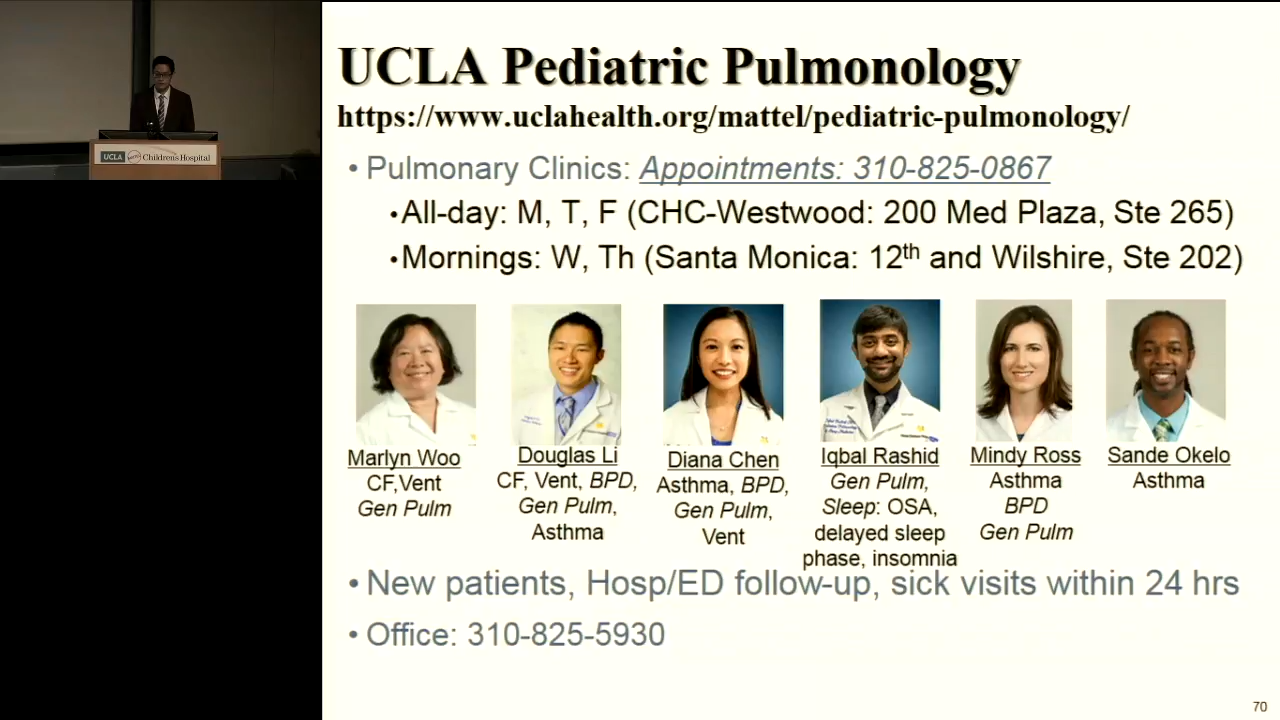 UCLA Children's Hospital
UCLA Pediatric Pulmonology
https://www.uclahealth.org/mattel/pediatric-pulmonology/
• Pulmonary Clinics: Appointments: 310-825-0867
• All-day: M, T, F (CHC-Westwood: 200 Med Plaza, Ste 265)
• Mornings: W, Th (Santa Monica: 12th and Wilshire, Ste 202)
Marlyn Woo
CF,Vent
Gen Pulm
Douglas Li
CF, Vent, BPD,
Gen Pulm,
Asthma
Diana Chen
Asthma, BPD,
Gen Pulm,
Vent
Iqbal Rashid
Gen Pulm,
Sleep: OSA,
delayed sleep
phase, insomnia
Mindy Ross
Asthma
BPD
Gen Pulm
Sande Okelo
Asthma
• New patients, Hosp/ED follow-up, sick visits within 24 hrs
• Office: 310-825-5930
70